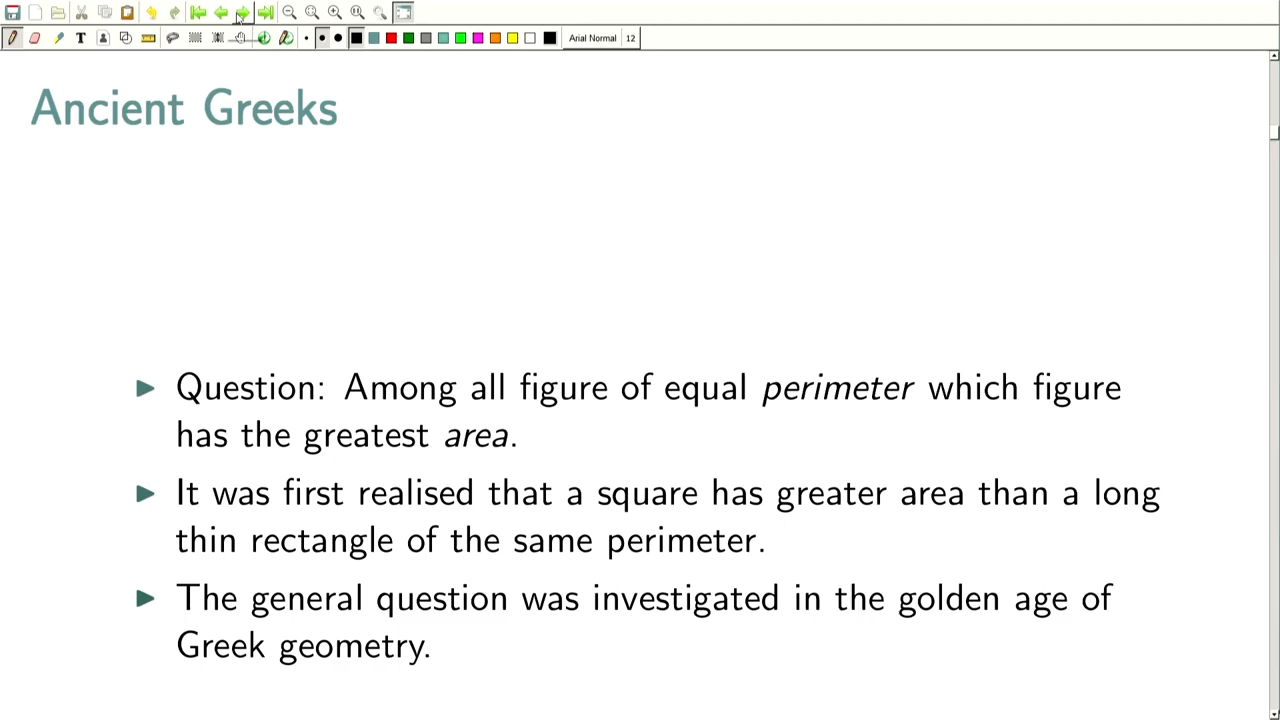 Arial Normal 12
Ancient Greeks
Question: Among all figure of equal perimeter which figure
has the greatest area.
It was first realised that a square has greater area than a long
thin rectangle of the same perimeter.
The general question was investigated in the golden age of
Greek geometry.